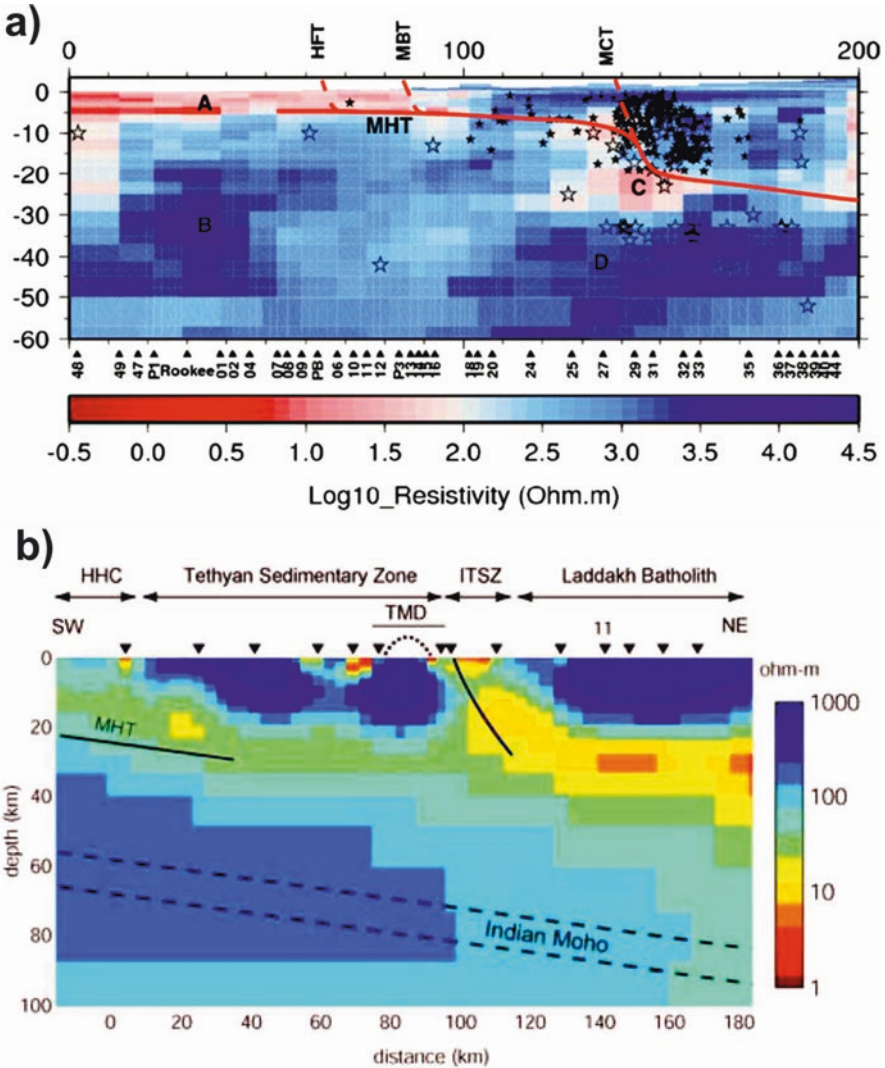 a)
0 HFT MBT 100 MCT 200
0
-10
-20
-30
-40
-50
-60
A
MHT
B
C
D
48 49 47 P1 Rookee 01 02 04 07 08 09 PB 06 10 11 12 P3 13 15 16 18 19 20 24 25 27 29 31 32 33 35 36 37 38 39 40 44
-0.5 0.0 0.5 1.0 1.5 2.0 2.5 3.0 3.5 4.0 4.5
Log10_Resistivity (Ohm.m)
b)
HHC Tethyan Sedimentary Zone ITSZ Laddakh Batholith
SW TMD 11 NE
ohm-m
0
20
40
60
80
100
depth (km)
MHT
Indian Moho
1000
100
10
1
0 20 40 60 80 100 120 140 160 180
distance (km)